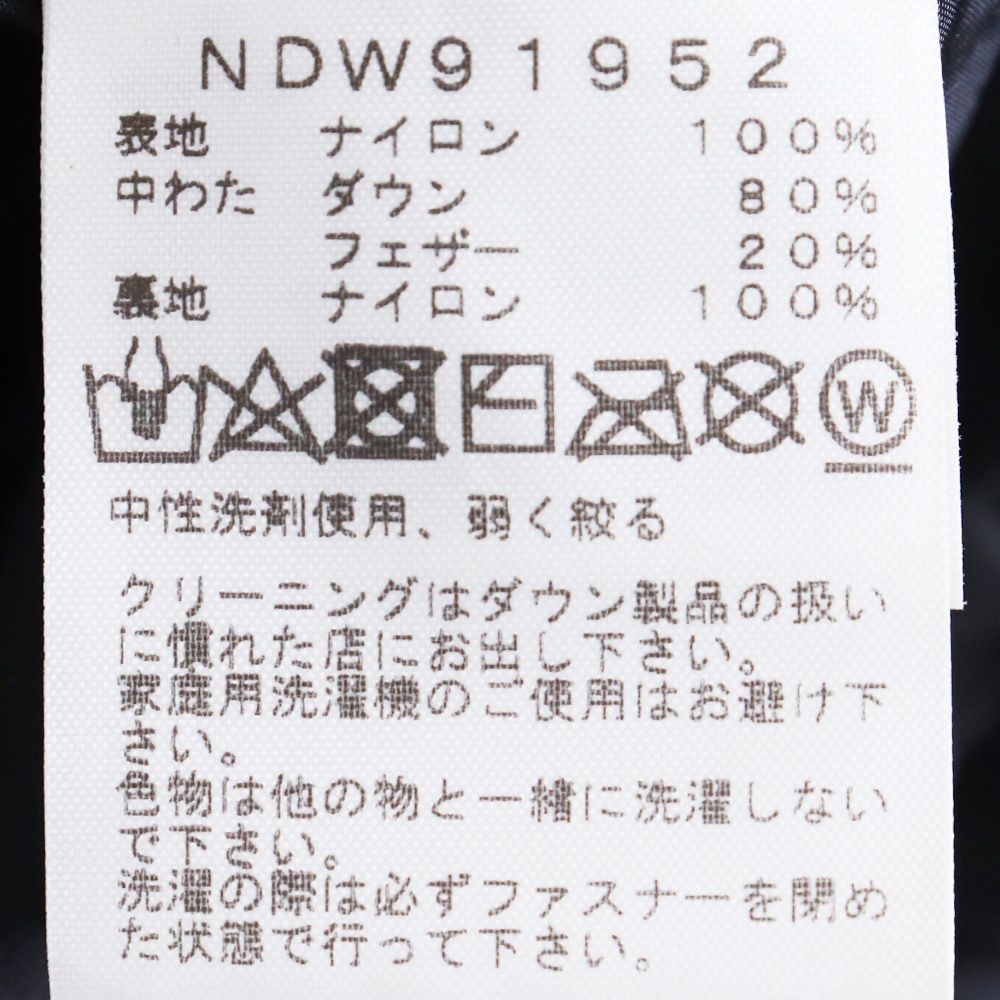 NDW91952
表地 ナイロン 100%
中わた ダウン 80%
フェザー 20%
裏地 ナイロン 100%
W
中性洗剤使用、弱く絞る
クリーニングはダウン製品の扱い
に慣れた店にお出し下さい。
家庭用洗濯機のご使用はお避け下
さい。
色物は他の物と一緒に洗濯しない
で下さい。
洗濯の際は必ずファスナーを閉め
た状態で行って下さい。